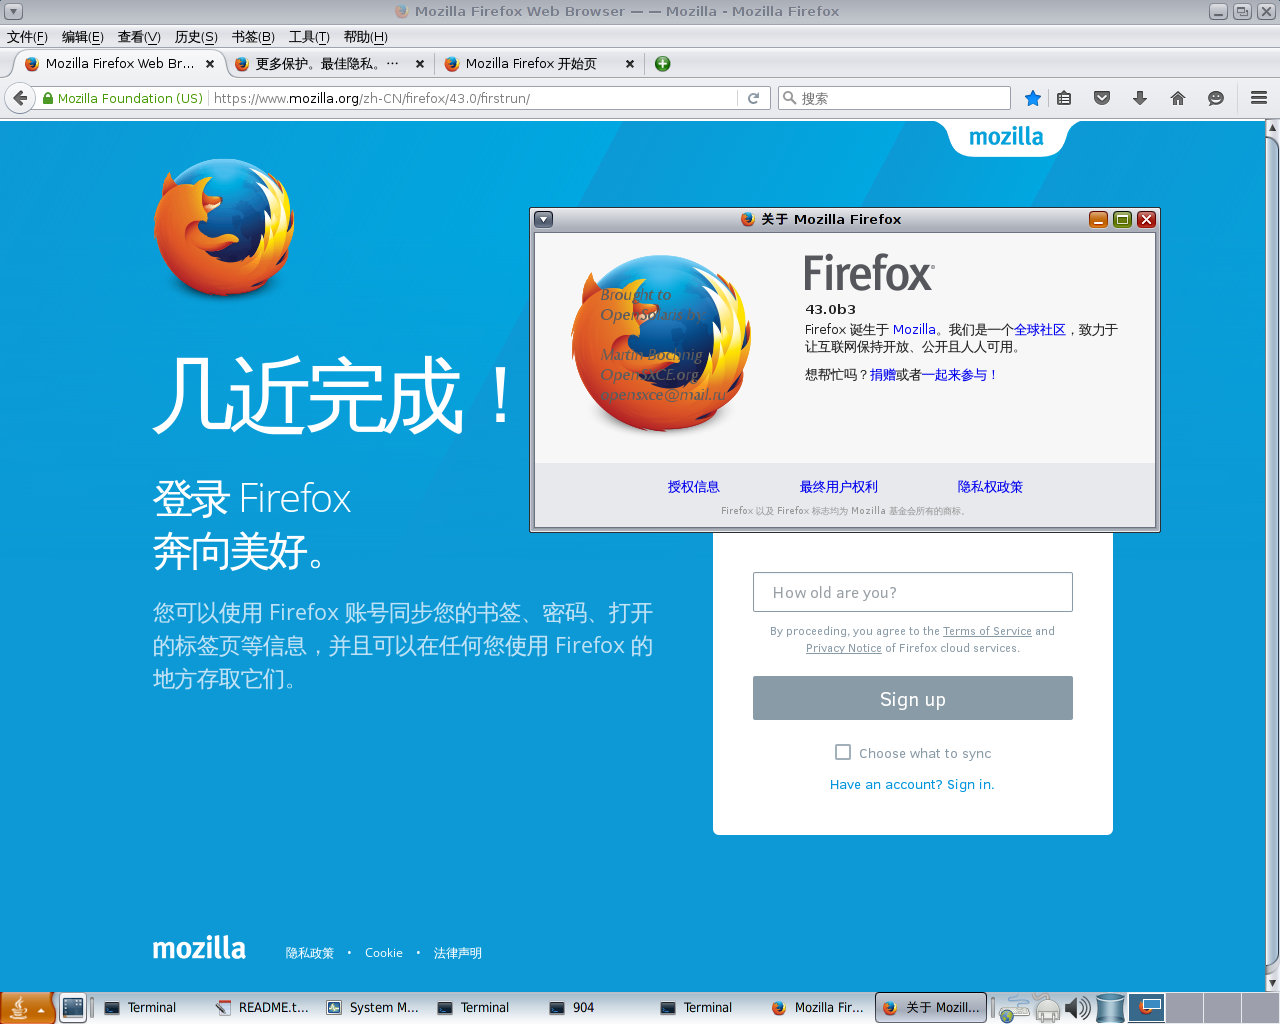 Mozilla Firefox Web Browser — — Mozilla - Mozilla Firefox
文件(F) 编辑(E) 查看(V) 历史(S) 书签(B) 工具(T) 帮助(H)
Mozilla Firefox Web Br... 更多保护。最佳隐私。... Mozilla Firefox 开始页
Mozilla Foundation (US) https://www.mozilla.org/zh-CN/firefox/43.0/firstrun/ 搜索
mozilla
关于 Mozilla Firefox
Firefox
43.0b3
Firefox 诞生于 Mozilla。我们是一个全球社区，致力于
让互联网保持开放、公开且人人可用。
想帮忙吗？捐赠或者一起来参与！
Brought to
OpenSolaris by
Martin Bochnig
OpenSXCE.org
opensxce@mail.ru
授权信息 最终用户权利 隐私权政策
Firefox 以及 Firefox 标志均为 Mozilla 基金会所有的商标。
几近完成！
登录 Firefox
奔向美好。
您可以使用 Firefox 账号同步您的书签、密码、打开
的标签页等信息，并且可以在任何您使用 Firefox 的
地方存取它们。
How old are you?
By proceeding, you agree to the Terms of Service and
Privacy Notice of Firefox cloud services.
Sign up
Choose what to sync
Have an account? Sign in.
mozilla 隐私政策 • Cookie • 法律声明
Terminal README.t... System M... Terminal 904 Terminal Mozilla Fir... 关于 Mozill...